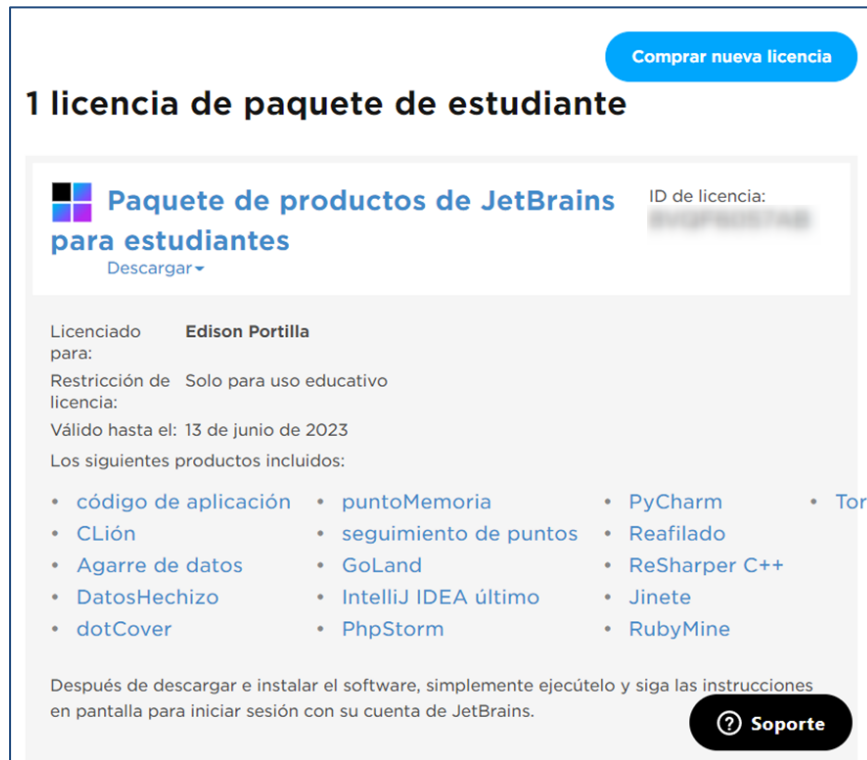 Comprar nueva licencia
1 licencia de paquete de estudiante
Paquete de productos de JetBrains
para estudiantes
Descargar
ID de licencia:
Licenciado
para:
Edison Portilla
Restricción de
licencia:
Solo para uso educativo
Válido hasta el: 13 de junio de 2023
Los siguientes productos incluidos:
• código de aplicación
• CLión
• Agarre de datos
• DatosHechizo
• dotCover
• puntoMemoria
• seguimiento de puntos
• GoLand
• IntelliJ IDEA último
• PhpStorm
• PyCharm
• Reafilado
• ReSharper C++
• Jinete
• RubyMine
• Tor
Después de descargar e instalar el software, simplemente ejecútelo y siga las instrucciones
en pantalla para iniciar sesión con su cuenta de JetBrains.
Soporte